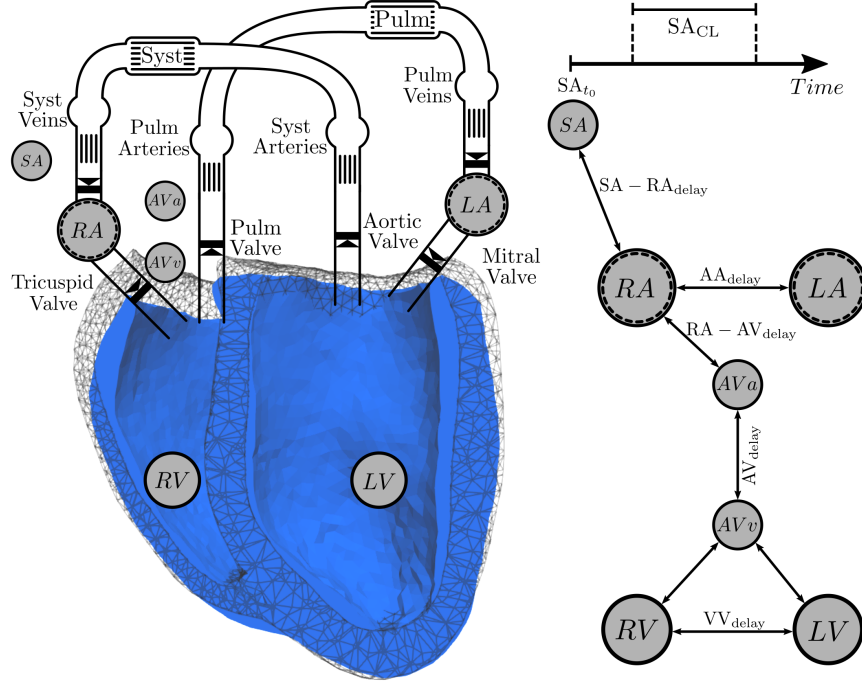 Pulm
Syst
Pulm
Veins
Syst
Veins
Pulm
Arteries
Syst
Arteries
SA
AVa
LA
RA
Pulm
Valve
Aortic
Valve
Mitral
Valve
AVv
Tricuspid
Valve
RV
LV
SA_CL
SA_t₀
Time
SA
SA − RA_delay
RA
AA_delay
LA
RA − AV_delay
AVa
AV_delay
AVv
RV
VV_delay
LV